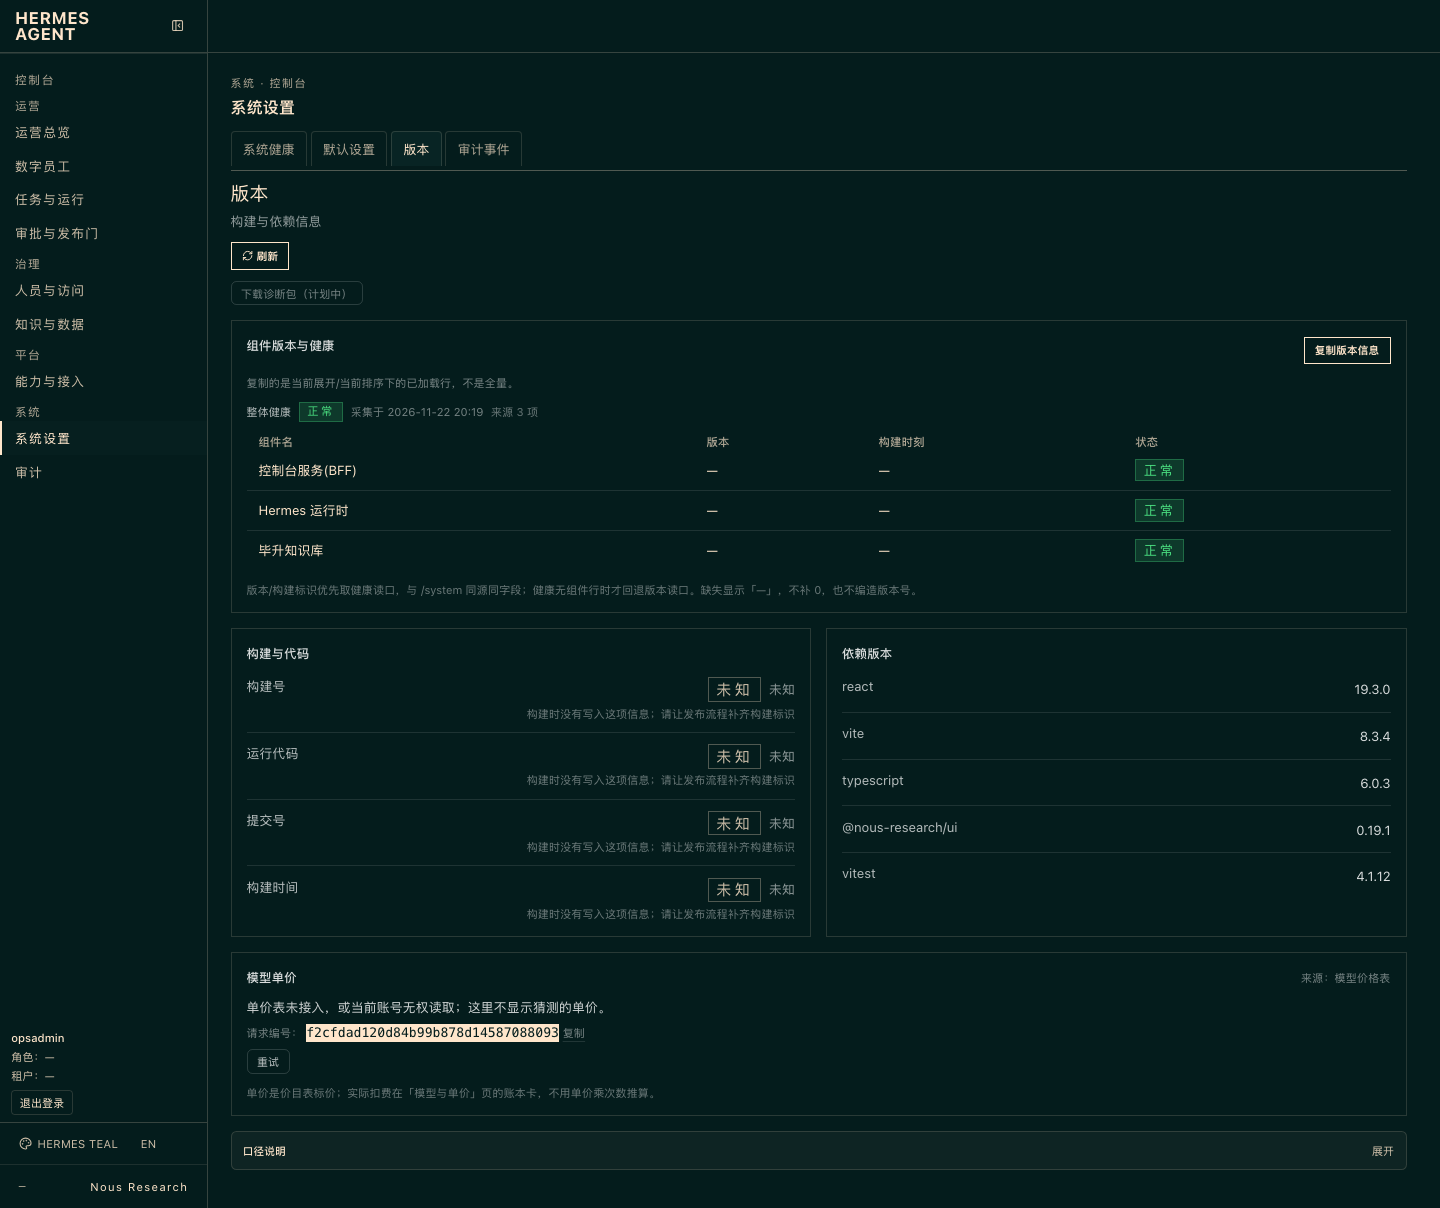 HERMES
AGENT
控制台
运营
运营总览
数字员工
任务与运行
审批与发布门
治理
人员与访问
知识与数据
平台
能力与接入
系统
系统设置
审计
opsadmin
角色：—
租户：—
退出登录
HERMES TEAL EN
— Nous Research
系统 · 控制台
系统设置
系统健康 默认设置 版本 审计事件
版本
构建与依赖信息
刷新
下载诊断包（计划中）
组件版本与健康 复制版本信息
复制的是当前展开/当前排序下的已加载行，不是全量。
整体健康 正常 采集于 2026-11-22 20:19 来源 3 项
组件名 版本 构建时刻 状态
控制台服务(BFF) — — 正常
Hermes 运行时 — — 正常
毕升知识库 — — 正常
版本/构建标识优先取健康读口，与 /system 同源同字段；健康无组件行时才回退版本读口。缺失显示「—」，不补 0，也不编造版本号。
构建与代码
构建号 未知 未知
构建时没有写入这项信息；请让发布流程补齐构建标识
运行代码 未知 未知
构建时没有写入这项信息；请让发布流程补齐构建标识
提交号 未知 未知
构建时没有写入这项信息；请让发布流程补齐构建标识
构建时间 未知 未知
构建时没有写入这项信息；请让发布流程补齐构建标识
依赖版本
react 19.3.0
vite 8.3.4
typescript 6.0.3
@nous-research/ui 0.19.1
vitest 4.1.12
模型单价 来源：模型价格表
单价表未接入，或当前账号无权读取；这里不显示猜测的单价。
请求编号： f2cfdad120d84b99b878d14587088093 复制
重试
单价是价目表标价；实际扣费在「模型与单价」页的账本卡，不用单价乘次数推算。
口径说明 展开